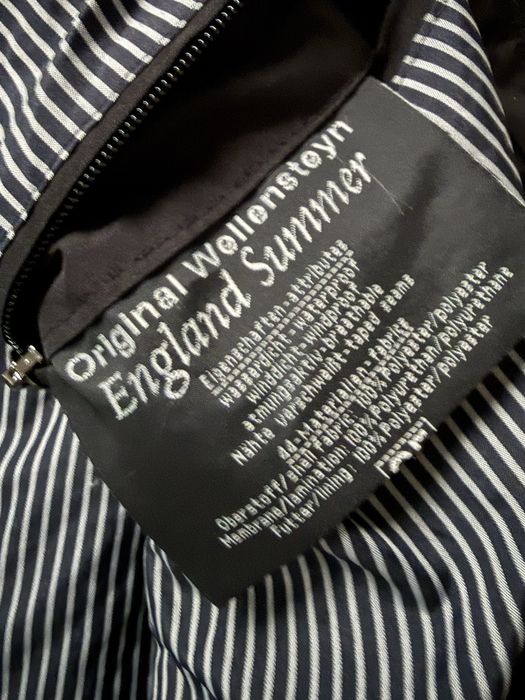 Original Wellensteyn
England Summer
Eigenschaften-attributes
wasserdicht-waterproof
winddicht-windproof
atmungsaktiv-breathable
Nähte verschweißt-taped seams
Materialien-fabric
Oberstoff/shell fabric: 100% Polyester/polyester
Membrane/lamination: 100% Polyurethan/polyurethane
Futter/lining: 100% Polyester/polyester